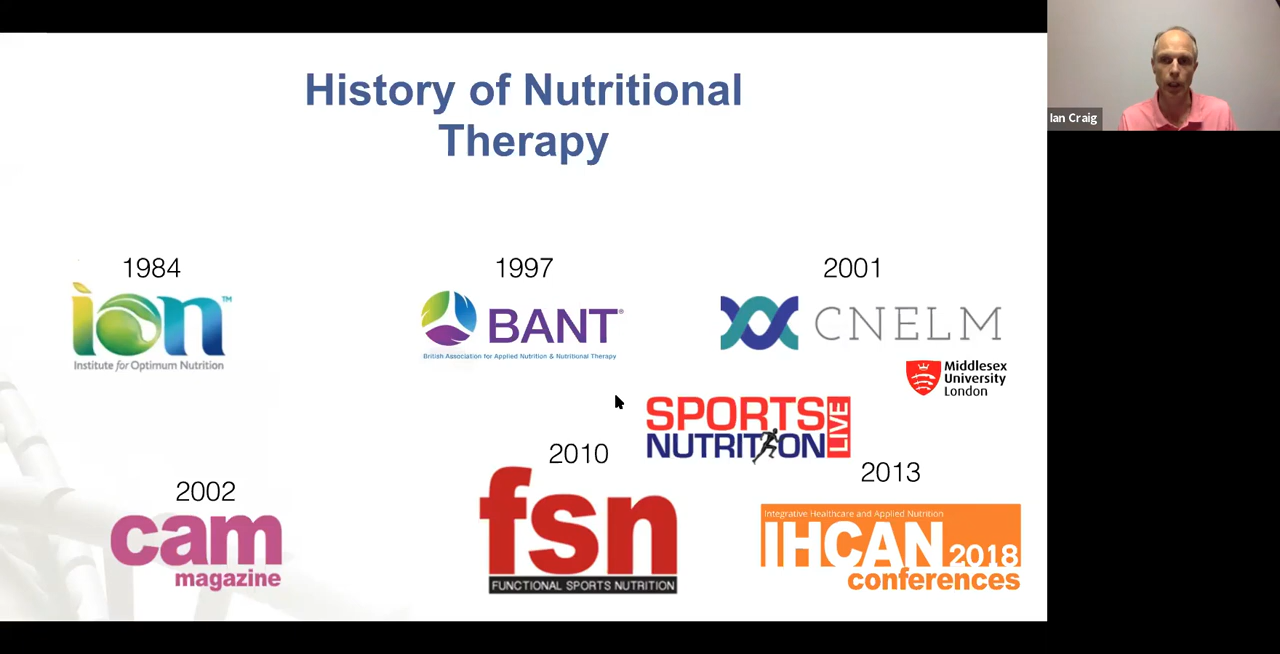 History of Nutritional
Therapy
Ian Craig
1984
ion™
Institute for Optimum Nutrition
1997
BANT®
British Association for Applied Nutrition & Nutritional Therapy
2001
CNELM
Middlesex
University
London
SPORTS
NUTRITION
LIVE
2002
cam
magazine
2010
fsn
FUNCTIONAL SPORTS NUTRITION
2013
Integrative Healthcare and Applied Nutrition
IHCAN 2018
conferences